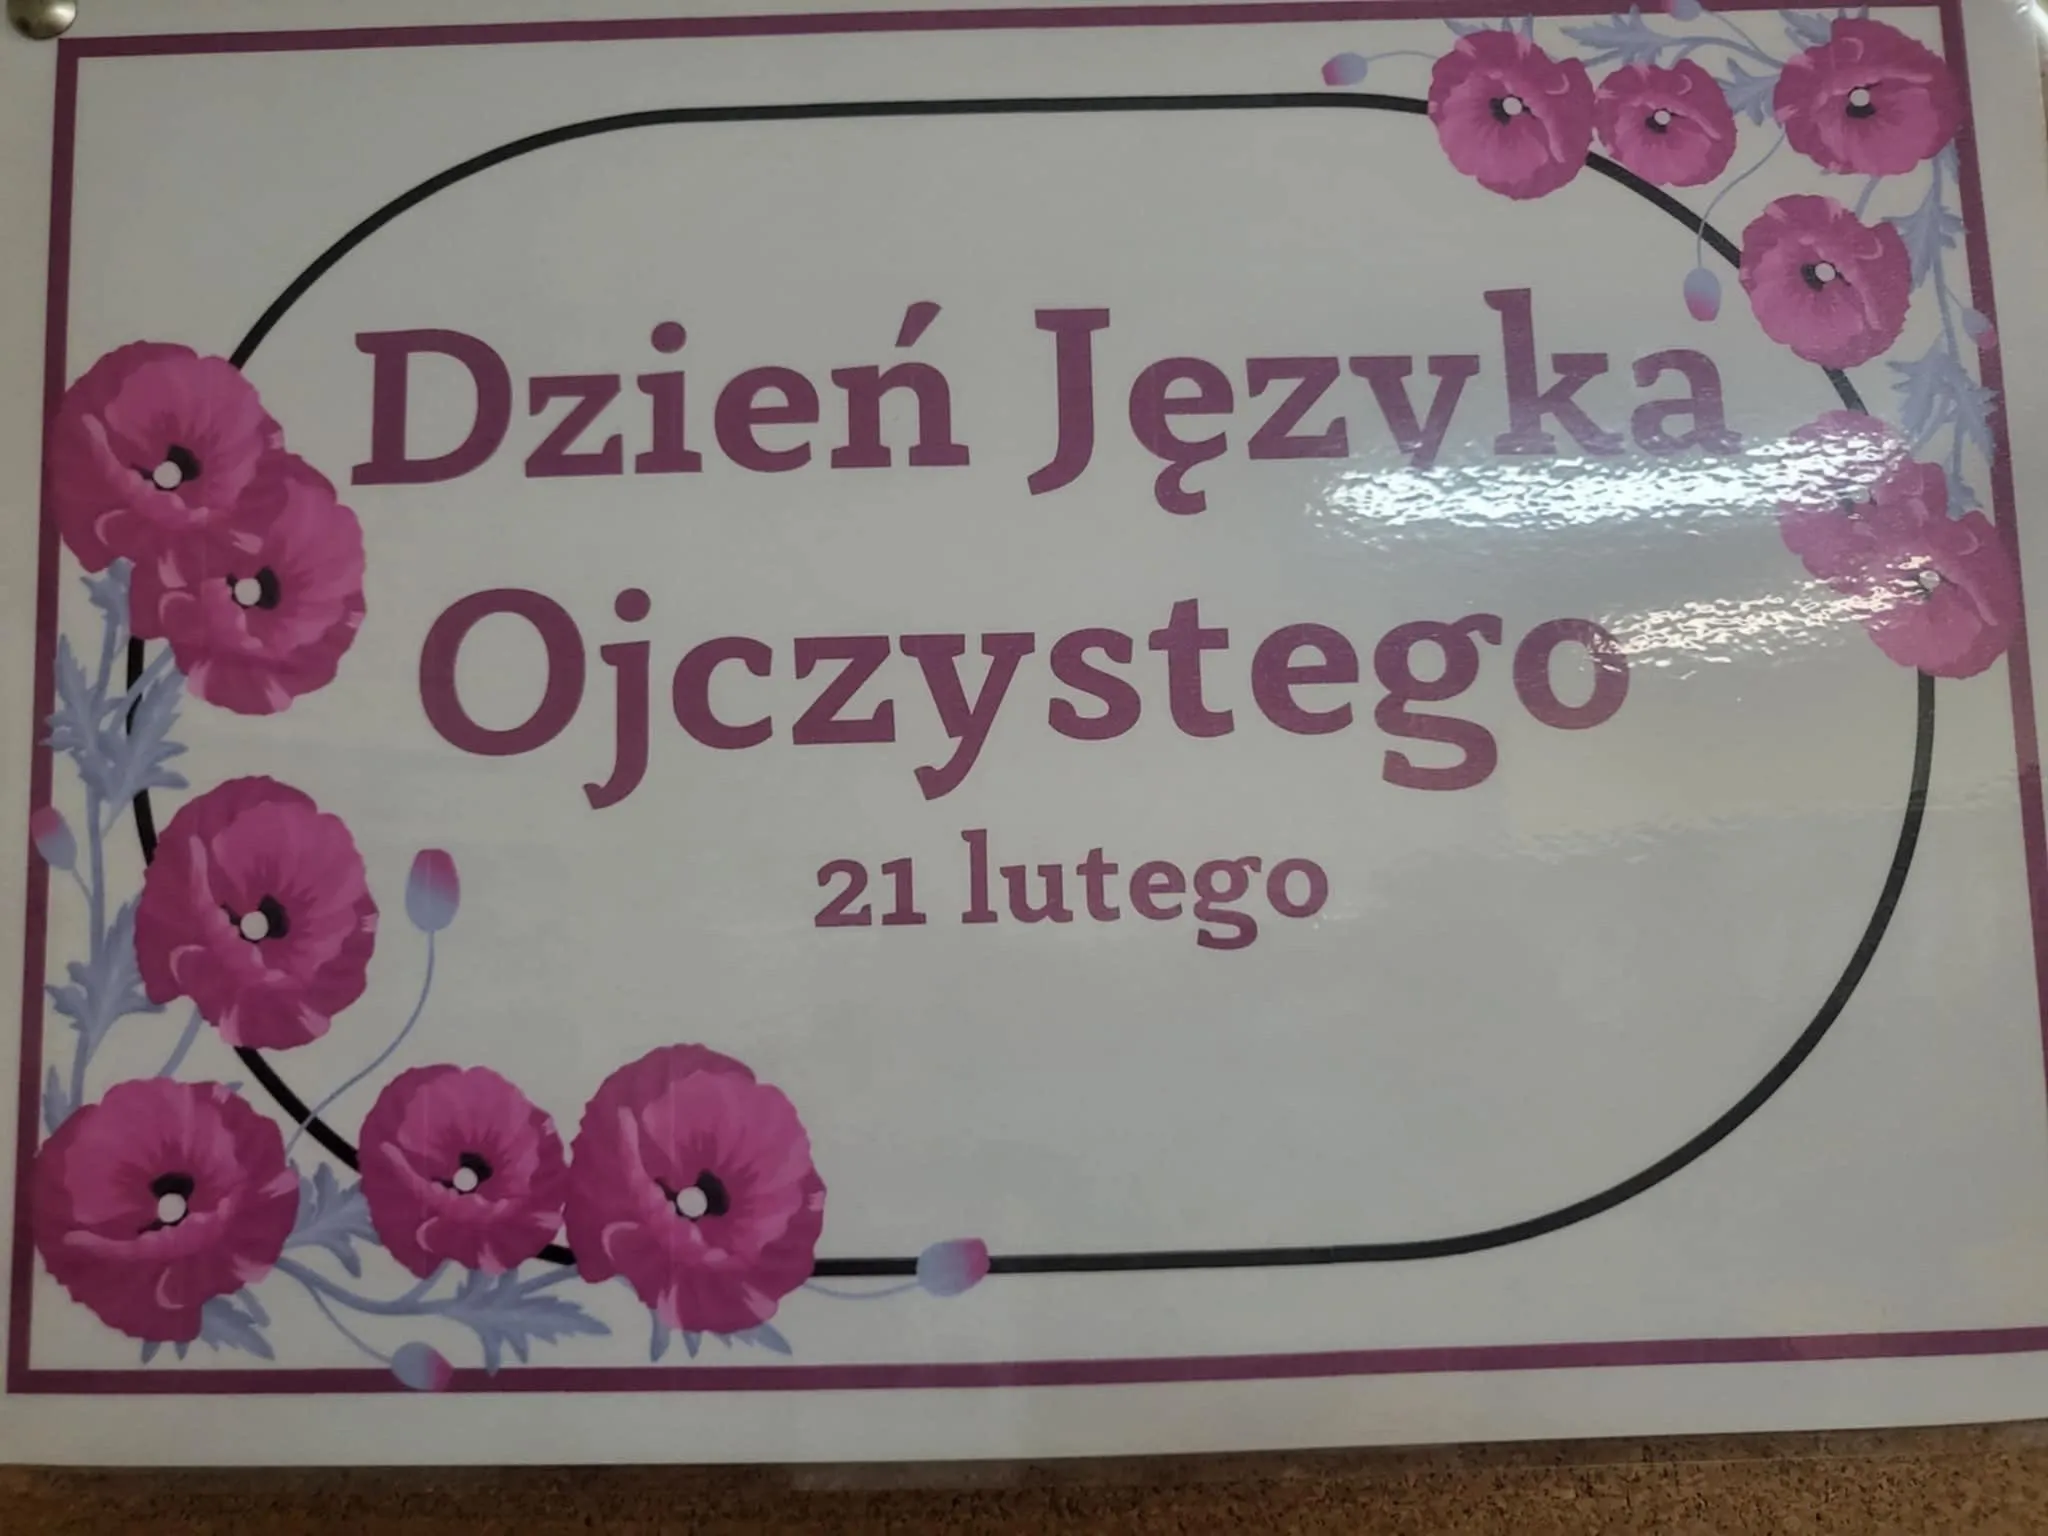 Dzień Języka
Ojczystego
21 lutego